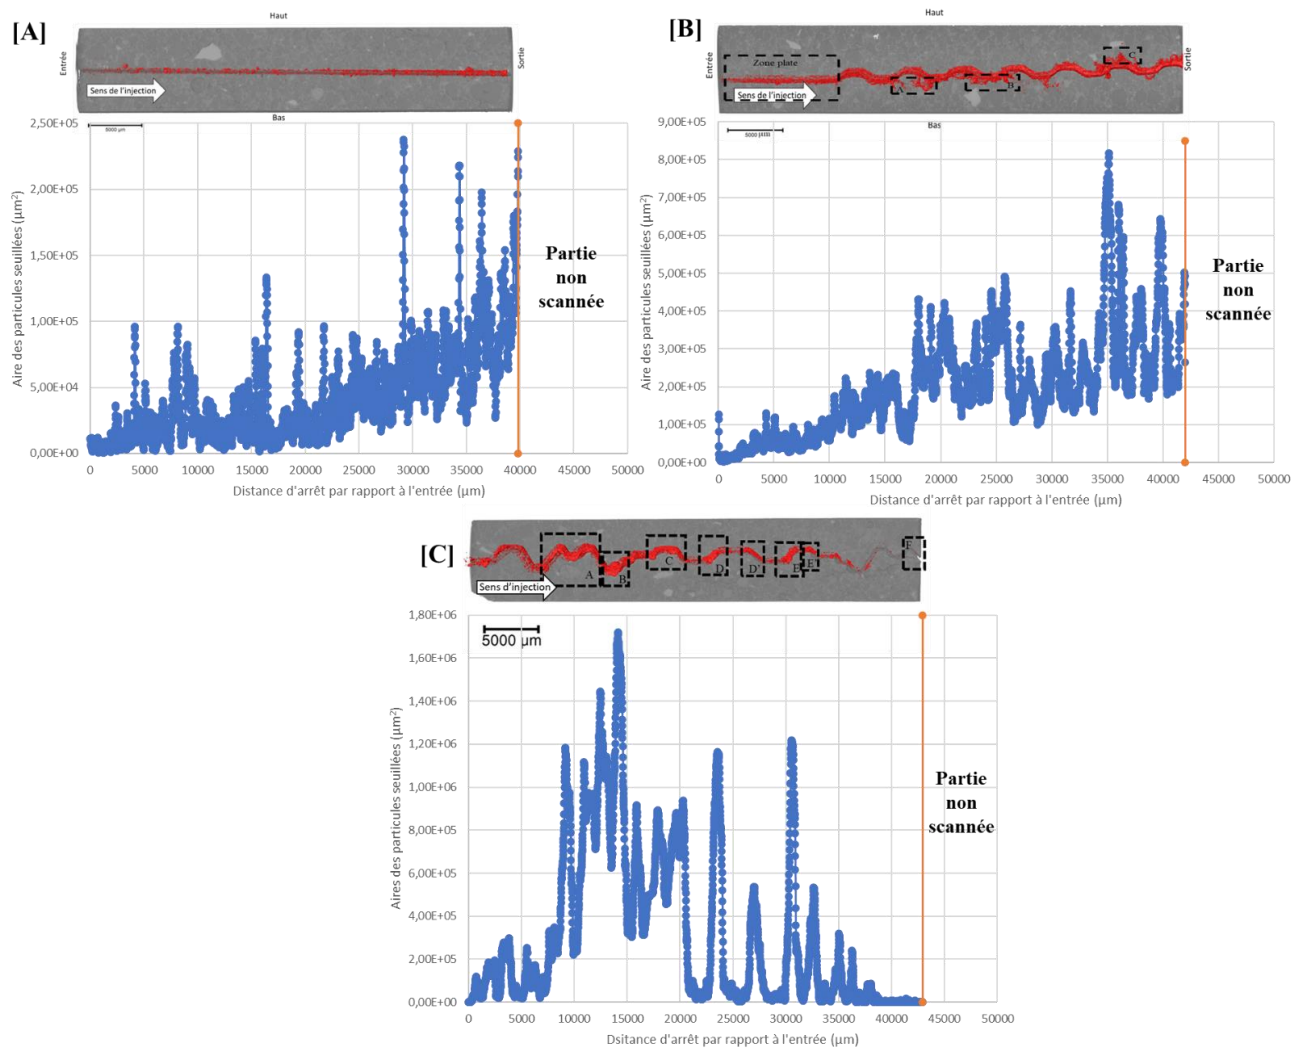 [A]
Haut
Entrée
Sortie
Sens de l'injection
Bas
5000 µm
2,50E+05
2,00E+05
1,50E+05
1,00E+05
5,00E+04
0,00E+00
Aire des particules seuillées (µm²)
Partie
non
scannée
0 5000 10000 15000 20000 25000 30000 35000 40000 45000 50000
Distance d'arrêt par rapport à l'entrée (µm)
[B]
Haut
Entrée
Sortie
Zone plate
A
B
C
Sens de l'injection
Bas
5000 µm
9,00E+05
8,00E+05
7,00E+05
6,00E+05
5,00E+05
4,00E+05
3,00E+05
2,00E+05
1,00E+05
0,00E+00
Aire des particules seuillées (µm²)
Partie
non
scannée
0 5000 10000 15000 20000 25000 30000 35000 40000 45000 50000
Distance d'arrêt par rapport à l'entrée (µm)
[C]
Sens d'injection
A
B
C
D
D'
E
E'
F
5000 µm
1,80E+06
1,60E+06
1,40E+06
1,20E+06
1,00E+06
8,00E+05
6,00E+05
4,00E+05
2,00E+05
0,00E+00
Aires des particules seuillées (µm²)
Partie
non
scannée
0 5000 10000 15000 20000 25000 30000 35000 40000 45000 50000
Dsitance d'arrêt par rapport à l'entrée (µm)